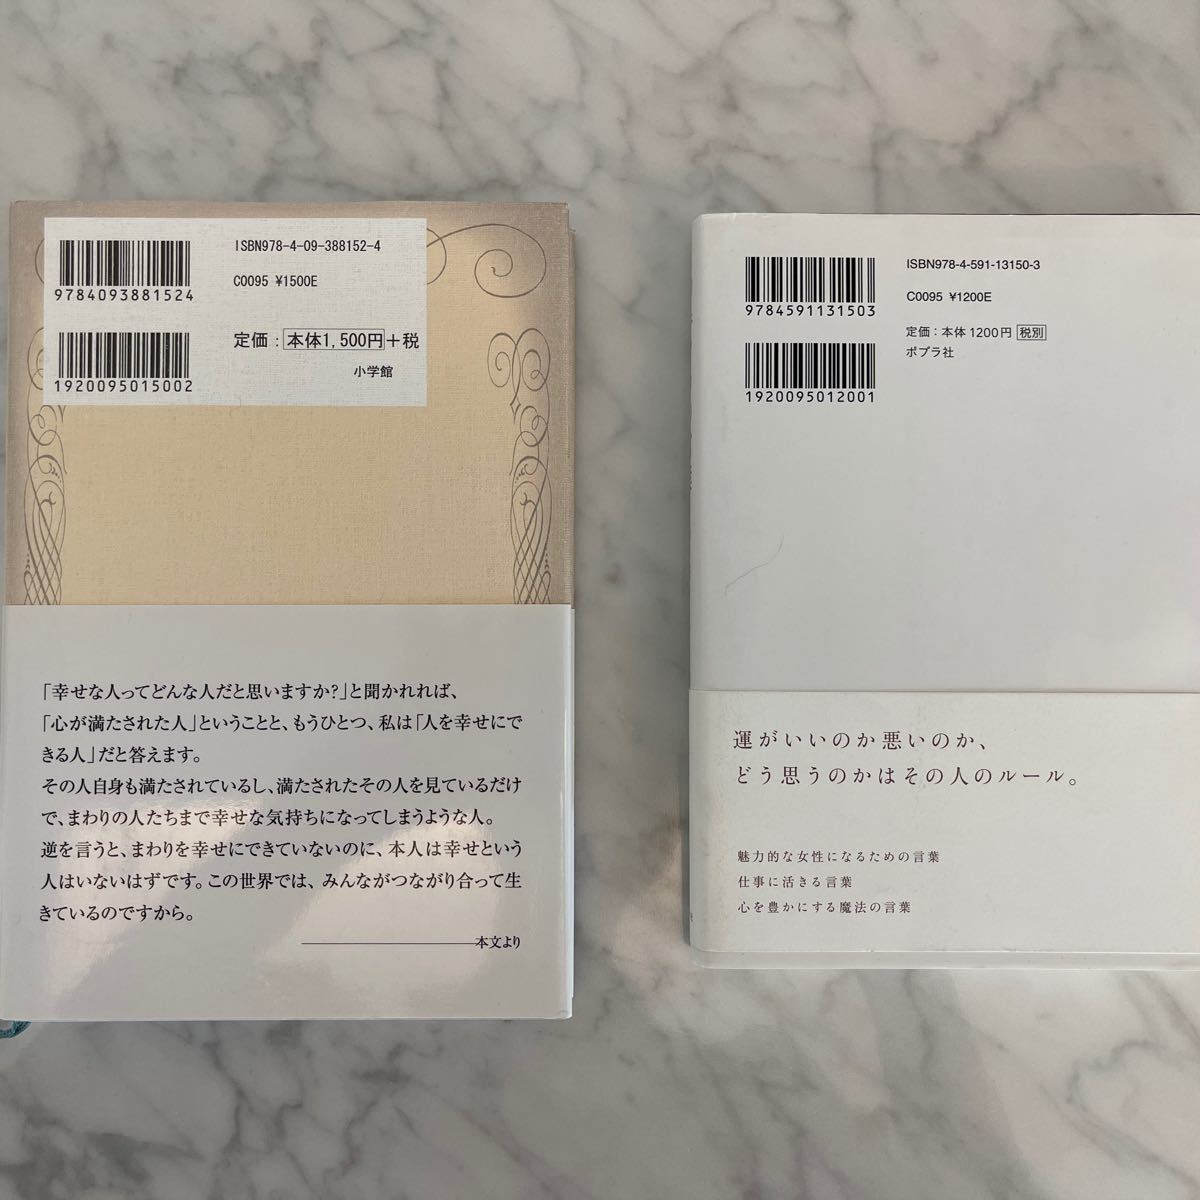 ISBN978-4-09-388152-4
9784093881524
C0095 ¥1500E
定価：本体1,500円+税
1920095015002
小学館
「幸せな人ってどんな人だと思いますか?」と聞かれれば、
「心が満たされた人」ということと、もうひとつ、私は「人を幸せにで
きる人」だと答えます。
その人自身も満たされているし、満たされたその人を見ているだけ
で、まわりの人たちまで幸せな気持ちになってしまうような人。
逆を言うと、まわりを幸せにできていないのに、本人は幸せという
人はいないはずです。この世界では、みんながつながり合って生
きているのですから。
本文より
ISBN978-4-591-13150-3
9784591131503
C0095 ¥1200E
定価：本体1200円 税別
ポプラ社
1920095012001
運がいいのか悪いのか、
どう思うのかはその人のルール。
魅力的な女性になるための言葉
仕事に活きる言葉
心を豊かにする魔法の言葉